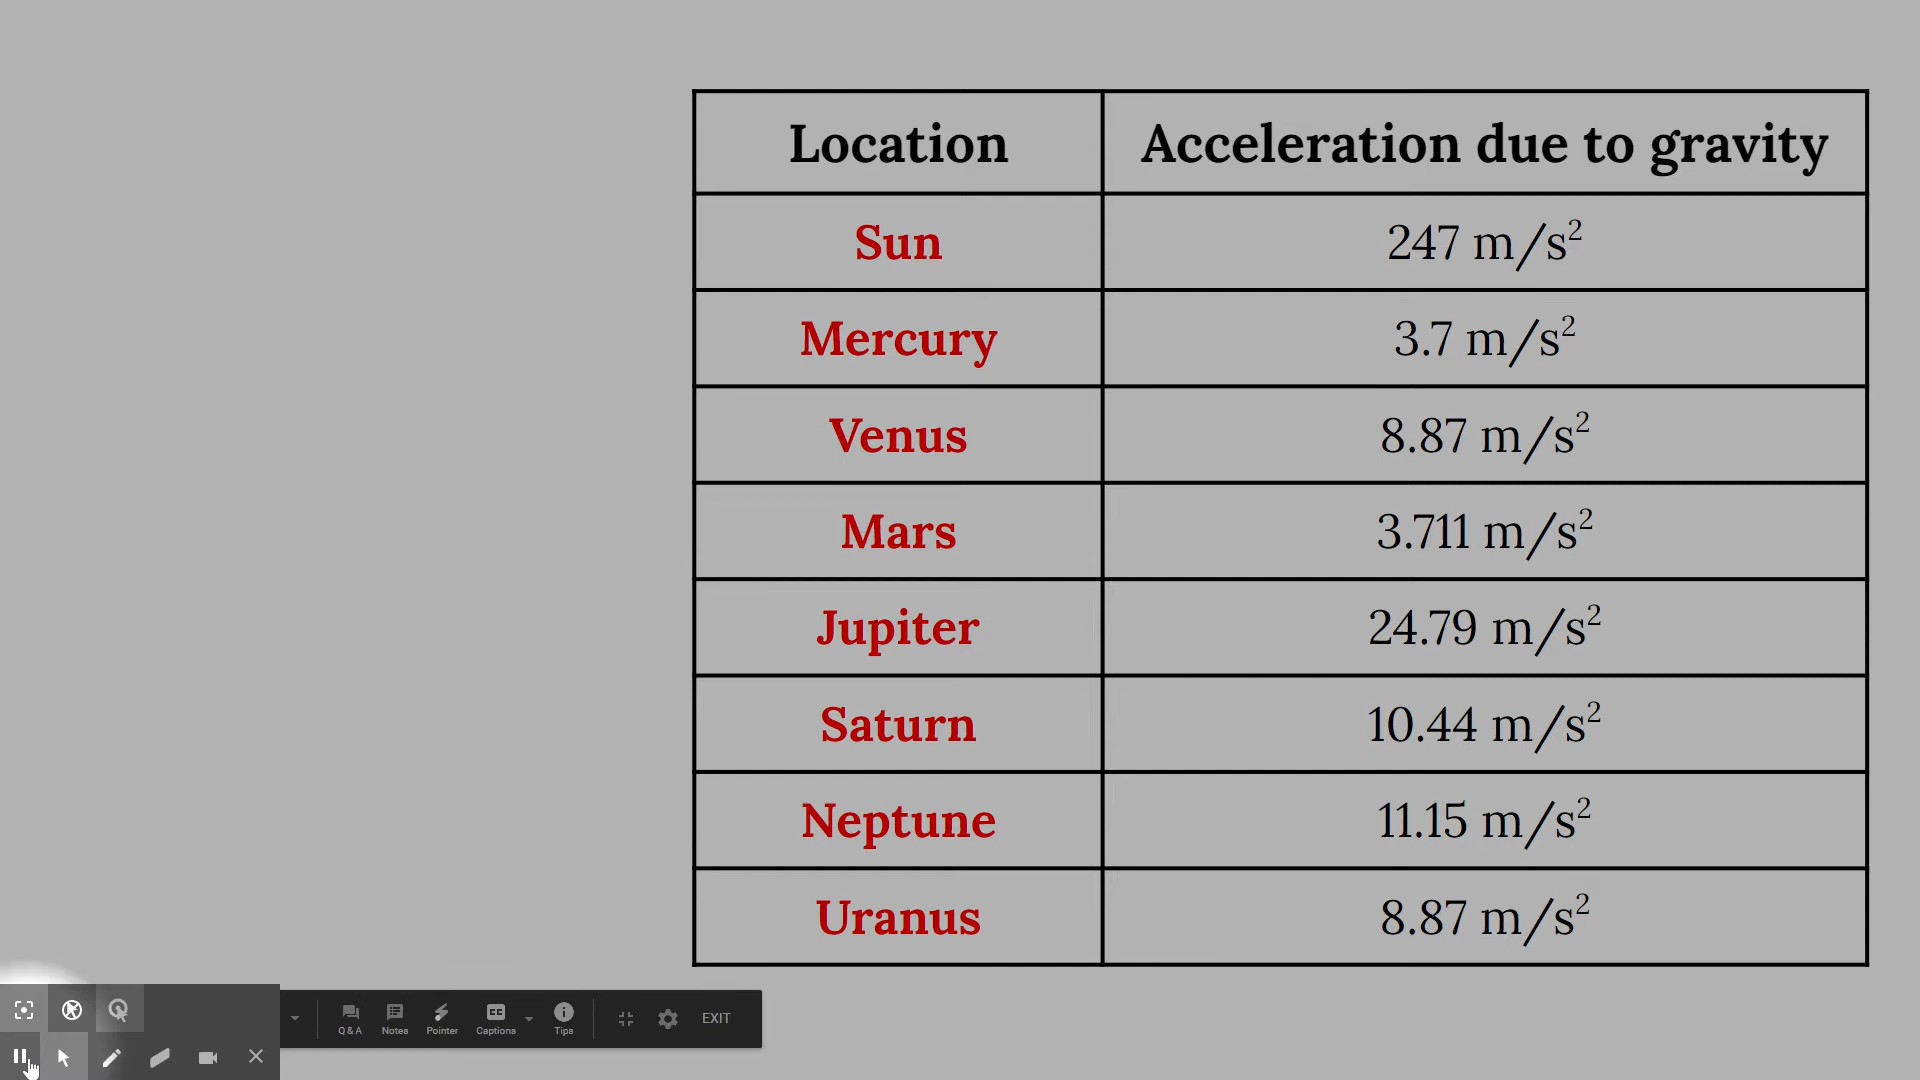 Location Acceleration due to gravity
Sun 247 m/s²
Mercury 3.7 m/s²
Venus 8.87 m/s²
Mars 3.711 m/s²
Jupiter 24.79 m/s²
Saturn 10.44 m/s²
Neptune 11.15 m/s²
Uranus 8.87 m/s²
Q & A Notes Pointer Captions Tips EXIT